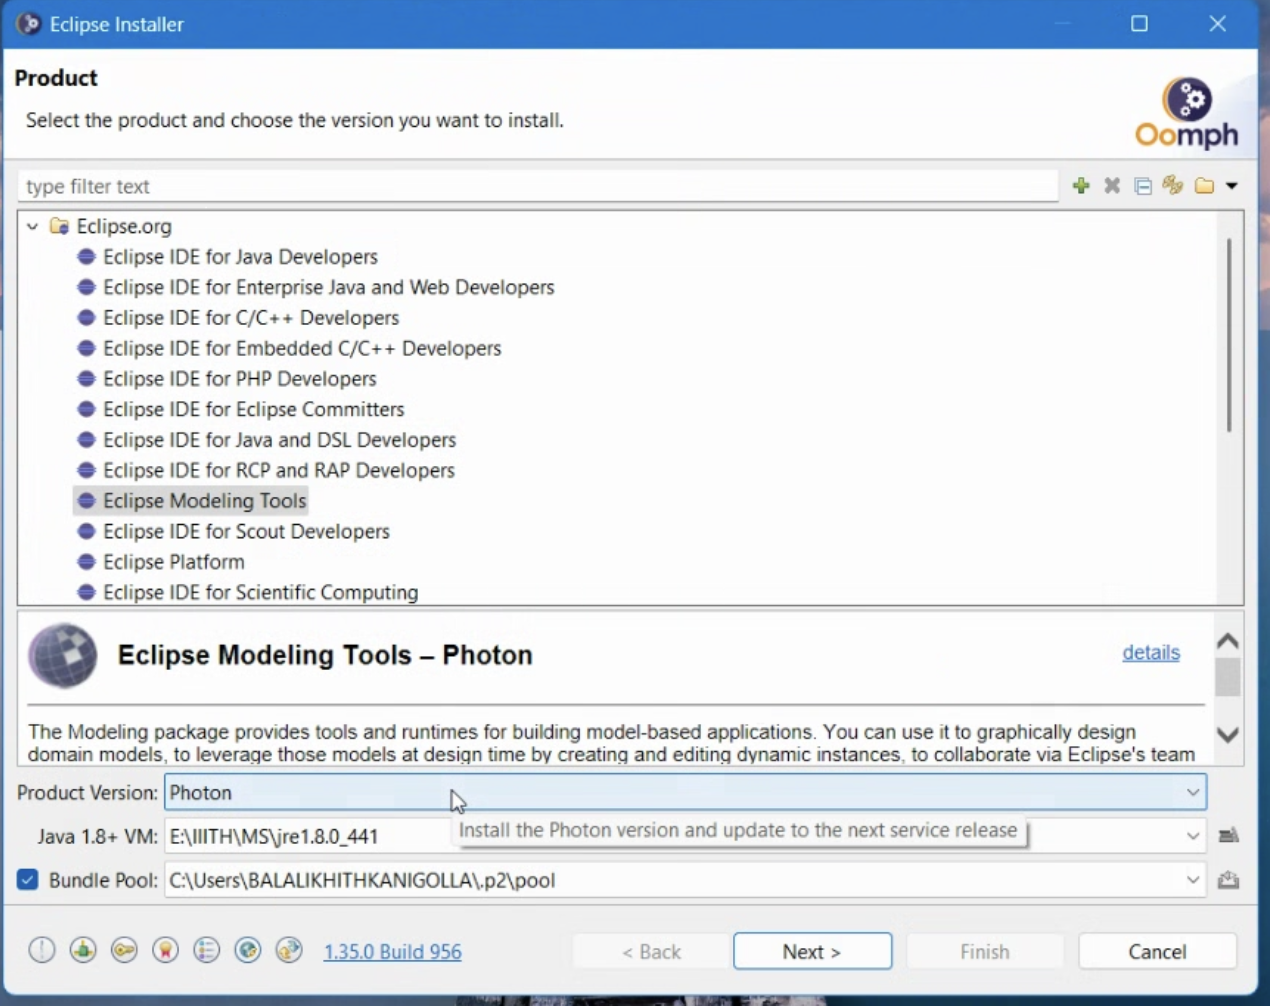 Eclipse Installer
Product
Select the product and choose the version you want to install.
Oomph
type filter text
Eclipse.org
Eclipse IDE for Java Developers
Eclipse IDE for Enterprise Java and Web Developers
Eclipse IDE for C/C++ Developers
Eclipse IDE for Embedded C/C++ Developers
Eclipse IDE for PHP Developers
Eclipse IDE for Eclipse Committers
Eclipse IDE for Java and DSL Developers
Eclipse IDE for RCP and RAP Developers
Eclipse Modeling Tools
Eclipse IDE for Scout Developers
Eclipse Platform
Eclipse IDE for Scientific Computing
Eclipse Modeling Tools – Photon
details
The Modeling package provides tools and runtimes for building model-based applications. You can use it to graphically design
domain models, to leverage those models at design time by creating and editing dynamic instances, to collaborate via Eclipse's team
Product Version: Photon
Java 1.8+ VM: E:\IIITH\MS\jre1.8.0_441
Install the Photon version and update to the next service release
Bundle Pool: C:\Users\BALALIKHITHKANIGOLLA\.p2\pool
1.35.0 Build 956
< Back
Next >
Finish
Cancel